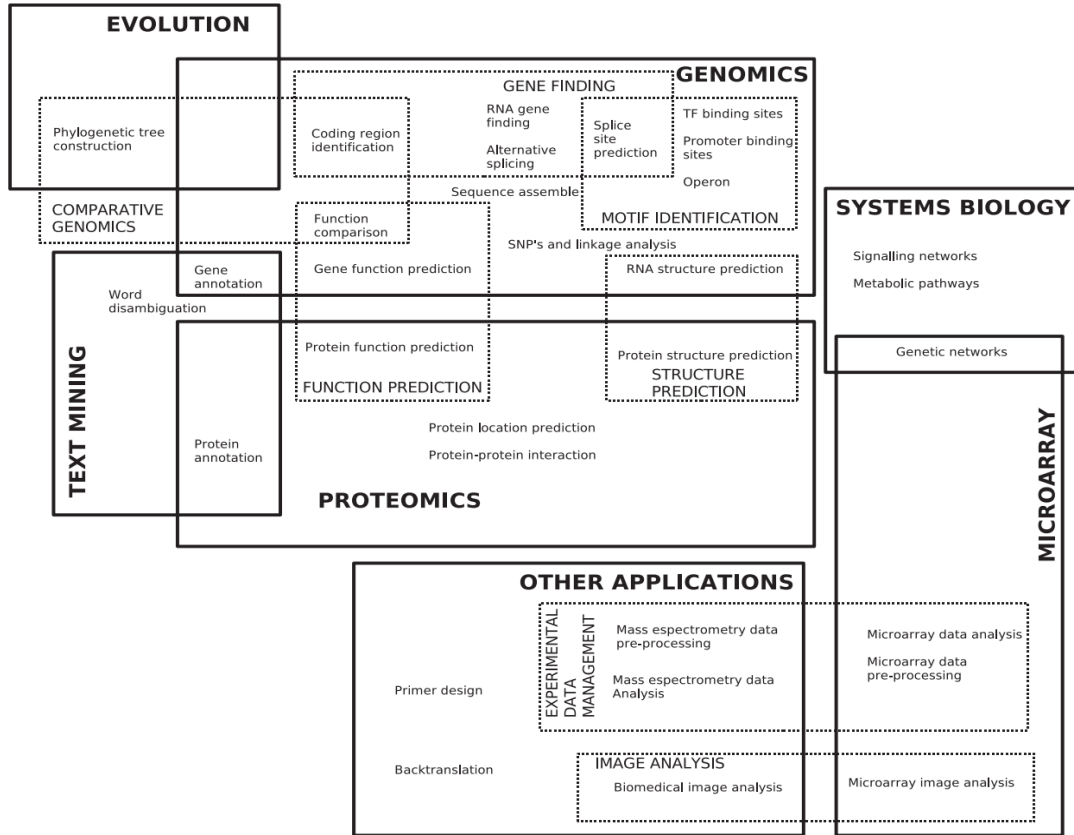 EVOLUTION
GENOMICS
GENE FINDING
RNA gene
finding
Alternative
splicing
Splice
site
prediction
TF binding sites
Promoter binding
sites
Operon
Phylogenetic tree
construction
Coding region
identification
Sequence assemble
COMPARATIVE
GENOMICS
Function
comparison
MOTIF IDENTIFICATION
SNP's and linkage analysis
Gene
annotation
Gene function prediction
RNA structure prediction
SYSTEMS BIOLOGY
Signalling networks
Metabolic pathways
Genetic networks
Word
disambiguation
TEXT MINING
Protein function prediction
FUNCTION PREDICTION
Protein structure prediction
STRUCTURE
PREDICTION
Protein location prediction
Protein-protein interaction
Protein
annotation
PROTEOMICS
MICROARRAY
OTHER APPLICATIONS
EXPERIMENTAL
DATA
MANAGEMENT
Mass espectrometry data
pre-processing
Mass espectrometry data
Analysis
Microarray data analysis
Microarray data
pre-processing
Primer design
Backtranslation
IMAGE ANALYSIS
Biomedical image analysis
Microarray image analysis